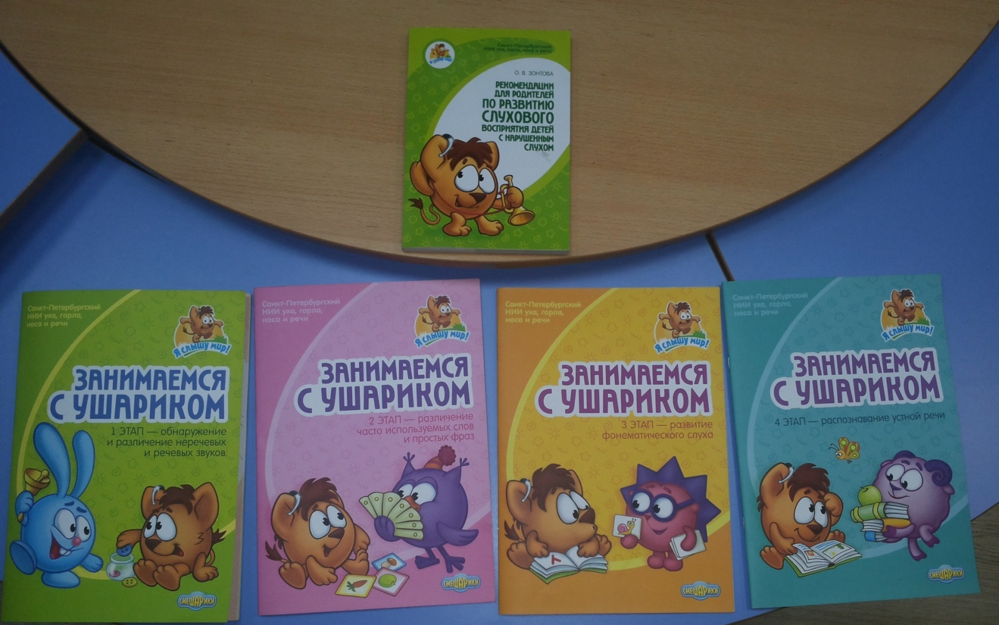 Я слышу мир!
Санкт-Петербургский
НИИ уха, горла, носа и речи
О. В. ЗОНТОВА
РЕКОМЕНДАЦИИ
ДЛЯ РОДИТЕЛЕЙ
ПО РАЗВИТИЮ
СЛУХОВОГО
ВОСПРИЯТИЯ ДЕТЕЙ
С НАРУШЕННЫМ
СЛУХОМ
Санкт-Петербургский
НИИ уха, горла,
носа и речи
Я слышу мир!
ЗАНИМАЕМСЯ
С УШАРИКОМ
1 ЭТАП — обнаружение
и различение неречевых
и речевых звуков
СМЕШАРИКИ
Санкт-Петербургский
НИИ уха, горла,
носа и речи
Я слышу мир!
ЗАНИМАЕМСЯ
С УШАРИКОМ
2 ЭТАП — различение
часто используемых слов
и простых фраз
СМЕШАРИКИ
Санкт-Петербургский
НИИ уха, горла,
носа и речи
Я слышу мир!
ЗАНИМАЕМСЯ
С УШАРИКОМ
3 ЭТАП — развитие
фонематического слуха
СМЕШАРИКИ
Санкт-Петербургский
НИИ уха, горла,
носа и речи
Я слышу мир!
ЗАНИМАЕМСЯ
С УШАРИКОМ
4 ЭТАП — распознавание устной речи
СМЕШАРИКИ